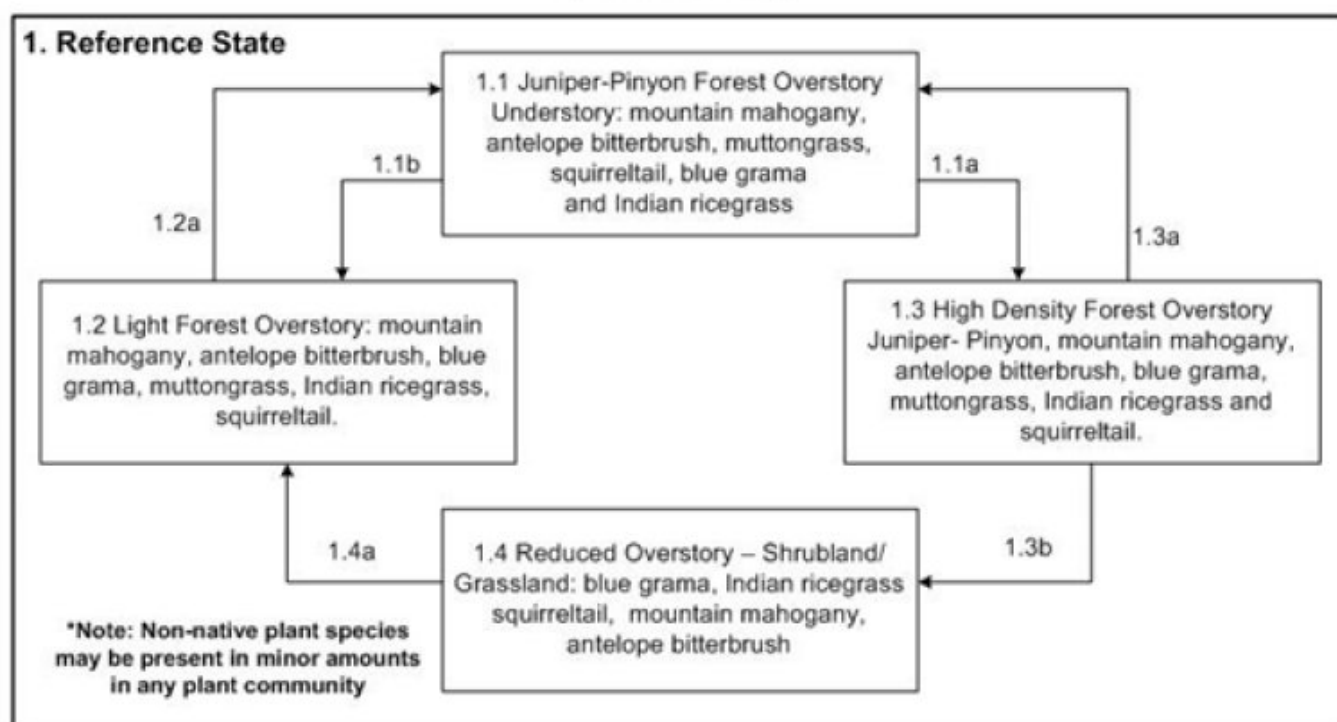 1. Reference State
1.1 Juniper-Pinyon Forest Overstory
Understory: mountain mahogany,
antelope bitterbrush, muttongrass,
squirreltail, blue grama
and Indian ricegrass
1.1b
1.1a
1.2a
1.3a
1.2 Light Forest Overstory: mountain
mahogany, antelope bitterbrush, blue
grama, muttongrass, Indian ricegrass,
squirreltail.
1.3 High Density Forest Overstory
Juniper- Pinyon, mountain mahogany,
antelope bitterbrush, blue grama,
muttongrass, Indian ricegrass and
squirreltail.
1.4a
1.3b
1.4 Reduced Overstory – Shrubland/
Grassland: blue grama, Indian ricegrass
squirreltail, mountain mahogany,
antelope bitterbrush
*Note: Non-native plant species
may be present in minor amounts
in any plant community